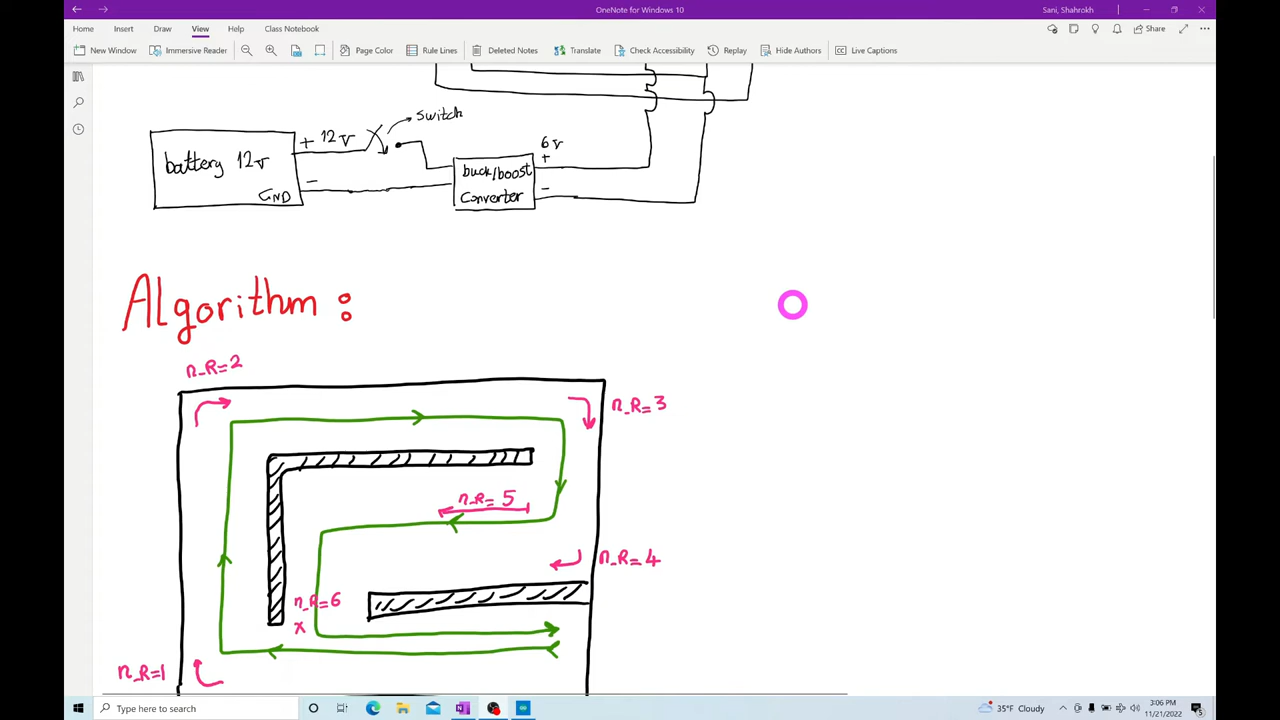 OneNote for Windows 10
Sani, Shahrokh
Home Insert Draw View Help Class Notebook
Share
New Window Immersive Reader Page Color Rule Lines Deleted Notes Translate Check Accessibility Replay Hide Authors Live Captions
switch
+ 12v
battery 12v
GND
-
6v
+
buck/boost
Converter
-
Algorithm :
n_R=2
n_R=3
n_R=5
n_R=4
n_R=6
x
n_R=1
Type here to search
35°F Cloudy
3:06 PM
11/21/2022
5